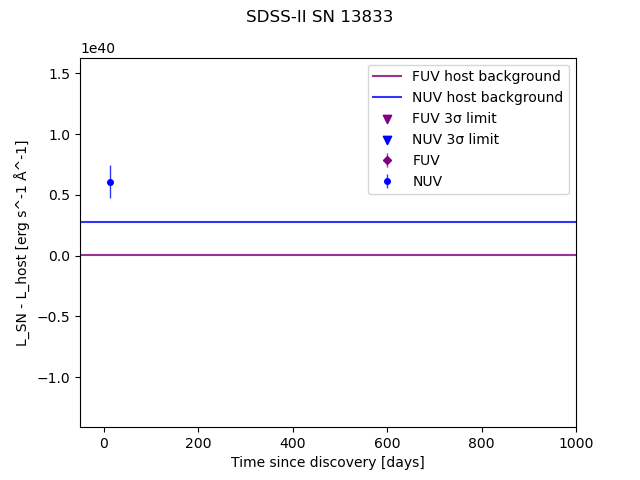 SDSS-II SN 13833
1e40
1.5
1.0
0.5
0.0
−0.5
−1.0
L_SN - L_host [erg s^-1 Å^-1]
FUV host background
NUV host background
FUV 3σ limit
NUV 3σ limit
FUV
NUV
0 200 400 600 800 1000
Time since discovery [days]